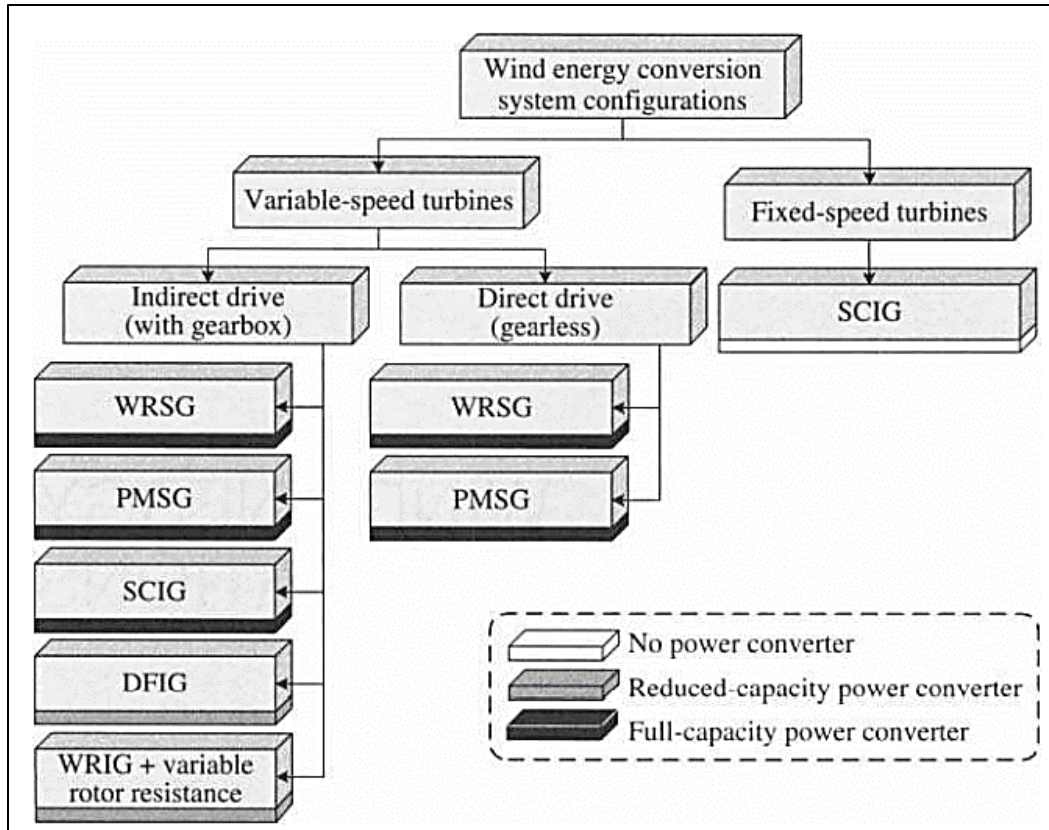 Wind energy conversion
system configurations
Variable-speed turbines
Fixed-speed turbines
Indirect drive
(with gearbox)
Direct drive
(gearless)
SCIG
WRSG
WRSG
PMSG
PMSG
SCIG
DFIG
WRIG + variable
rotor resistance
No power converter
Reduced-capacity power converter
Full-capacity power converter